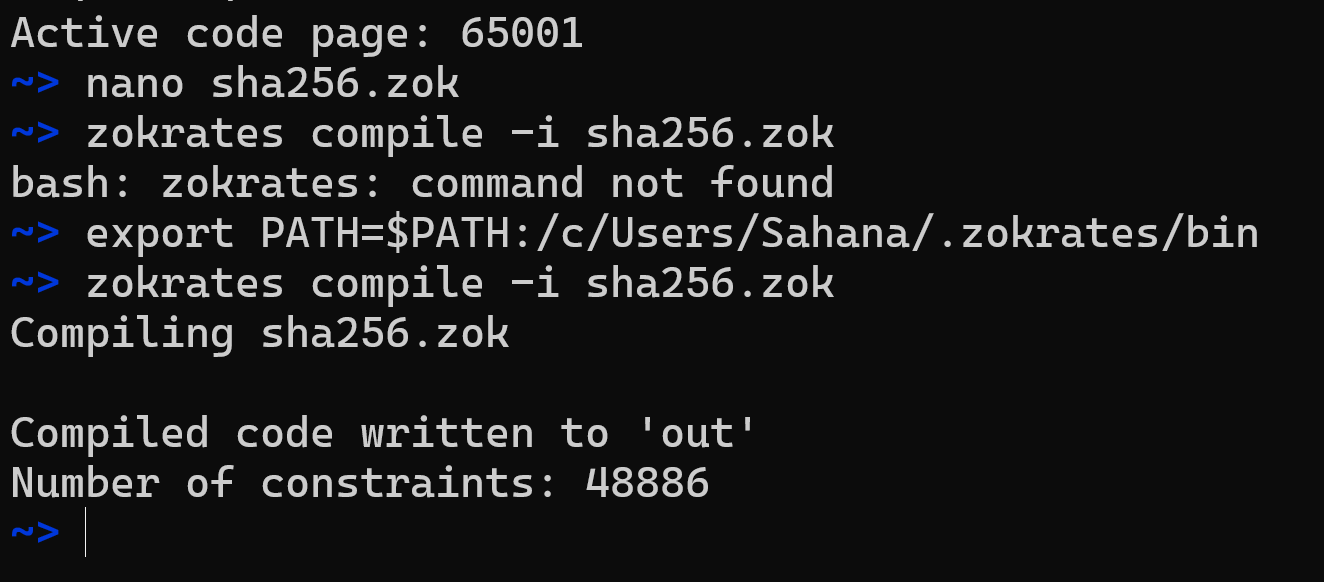 Active code page: 65001
~> nano sha256.zok
~> zokrates compile -i sha256.zok
bash: zokrates: command not found
~> export PATH=$PATH:/c/Users/Sahana/.zokrates/bin
~> zokrates compile -i sha256.zok
Compiling sha256.zok
Compiled code written to 'out'
Number of constraints: 48886
~>